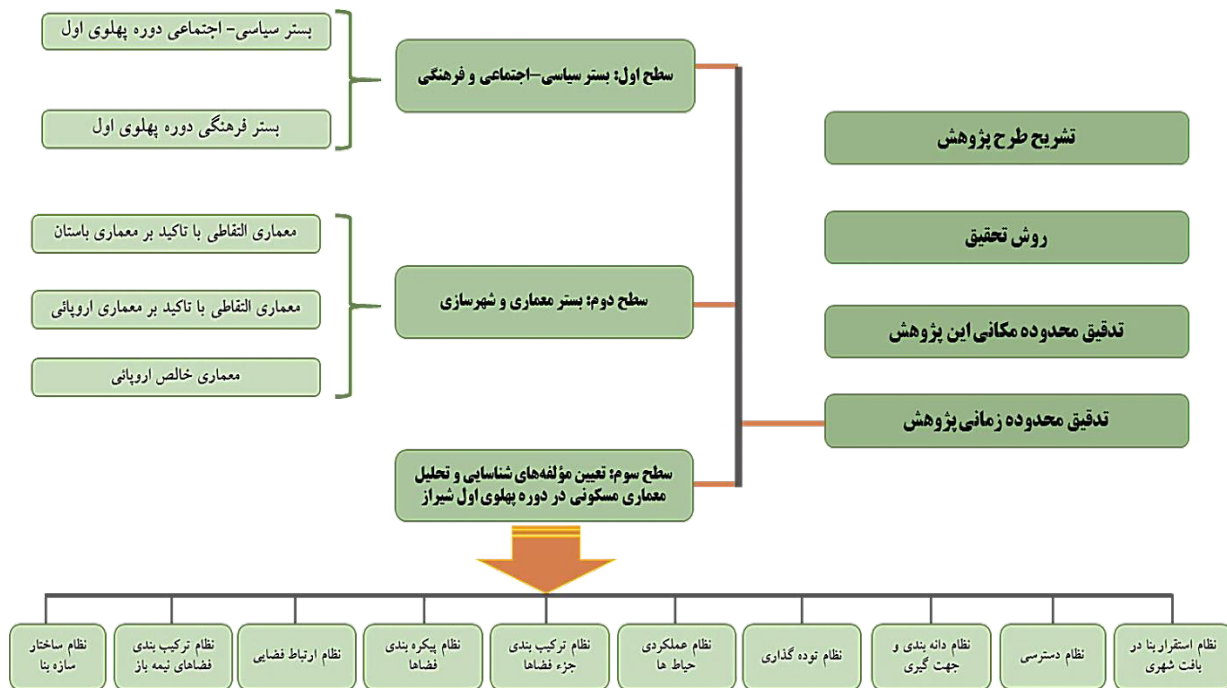 تشریح طرح پژوهش
روش تحقیق
تدقیق محدوده مکانی این پژوهش
تدقیق محدوده زمانی پژوهش
سطح اول: بستر سیاسی-اجتماعی و فرهنگی
بستر سیاسی- اجتماعی دوره پهلوی اول
بستر فرهنگی دوره پهلوی اول
سطح دوم: بستر معماری و شهرسازی
معماری التقاطی با تاکید بر معماری باستان
معماری التقاطی با تاکید بر معماری اروپائی
معماری خالص اروپائی
سطح سوم: تعیین مؤلفه‌های شناسایی و تحلیل
معماری مسکونی در دوره پهلوی اول شیراز
نظام استقرار بنا در
بافت شهری
نظام دسترسی
نظام دانه بندی و
جهت گیری
نظام توده گذاری
نظام عملکردی
حیاط ها
نظام ترکیب بندی
جزء فضاها
نظام پیکره بندی
فضاها
نظام ارتباط فضایی
نظام ترکیب بندی
فضاهای نیمه باز
نظام ساختار
سازه بنا